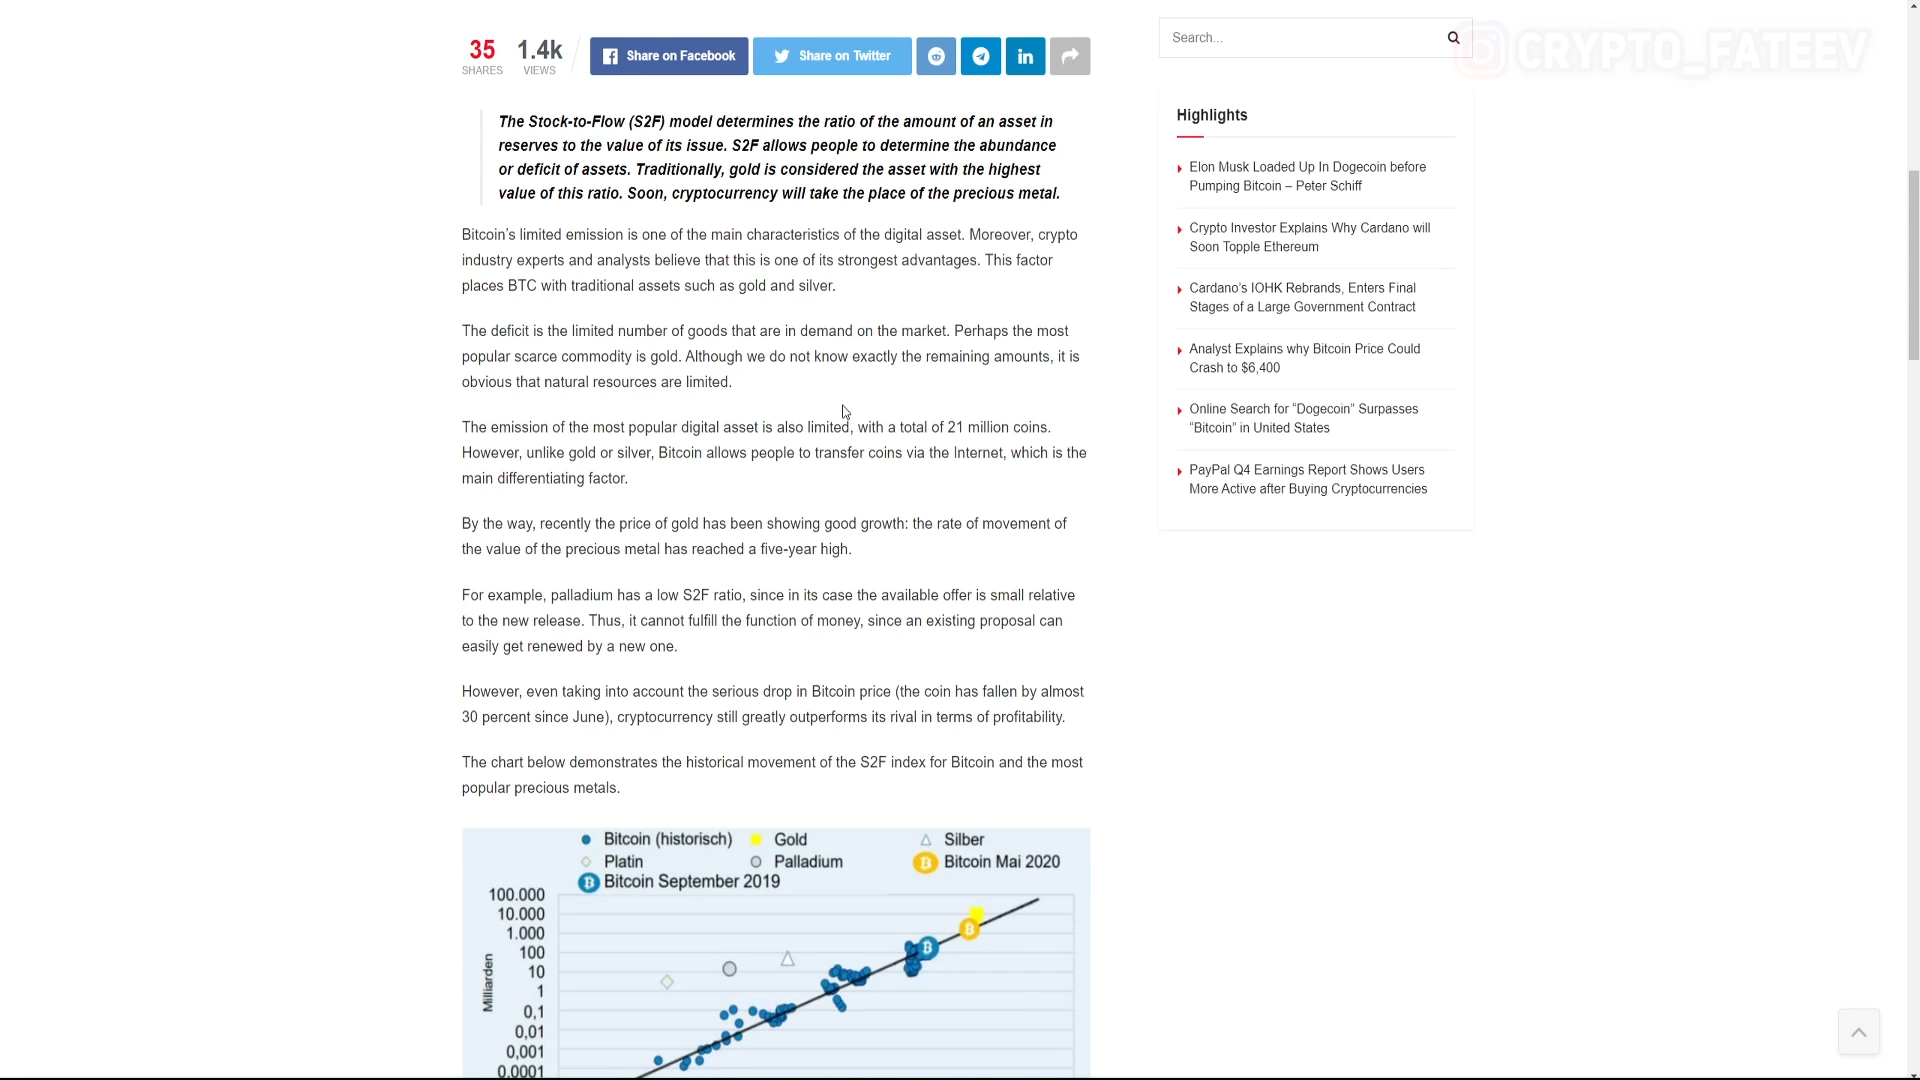 35
SHARES
1.4k
VIEWS
Share on Facebook
Share on Twitter
Search...
CRYPTO_FATEEV
The Stock-to-Flow (S2F) model determines the ratio of the amount of an asset in
reserves to the value of its issue. S2F allows people to determine the abundance
or deficit of assets. Traditionally, gold is considered the asset with the highest
value of this ratio. Soon, cryptocurrency will take the place of the precious metal.
Bitcoin’s limited emission is one of the main characteristics of the digital asset. Moreover, crypto
industry experts and analysts believe that this is one of its strongest advantages. This factor
places BTC with traditional assets such as gold and silver.
The deficit is the limited number of goods that are in demand on the market. Perhaps the most
popular scarce commodity is gold. Although we do not know exactly the remaining amounts, it is
obvious that natural resources are limited.
The emission of the most popular digital asset is also limited, with a total of 21 million coins.
However, unlike gold or silver, Bitcoin allows people to transfer coins via the Internet, which is the
main differentiating factor.
By the way, recently the price of gold has been showing good growth: the rate of movement of
the value of the precious metal has reached a five-year high.
For example, palladium has a low S2F ratio, since in its case the available offer is small relative
to the new release. Thus, it cannot fulfill the function of money, since an existing proposal can
easily get renewed by a new one.
However, even taking into account the serious drop in Bitcoin price (the coin has fallen by almost
30 percent since June), cryptocurrency still greatly outperforms its rival in terms of profitability.
The chart below demonstrates the historical movement of the S2F index for Bitcoin and the most
popular precious metals.
Bitcoin (historisch)
Gold
Silber
Platin
Palladium
Bitcoin Mai 2020
Bitcoin September 2019
100.000
10.000
1.000
100
10
1
0,1
0,01
0,001
0.0001
Milliarden
Highlights
Elon Musk Loaded Up In Dogecoin before
Pumping Bitcoin – Peter Schiff
Crypto Investor Explains Why Cardano will
Soon Topple Ethereum
Cardano’s IOHK Rebrands, Enters Final
Stages of a Large Government Contract
Analyst Explains why Bitcoin Price Could
Crash to $6,400
Online Search for “Dogecoin” Surpasses
“Bitcoin” in United States
PayPal Q4 Earnings Report Shows Users
More Active after Buying Cryptocurrencies